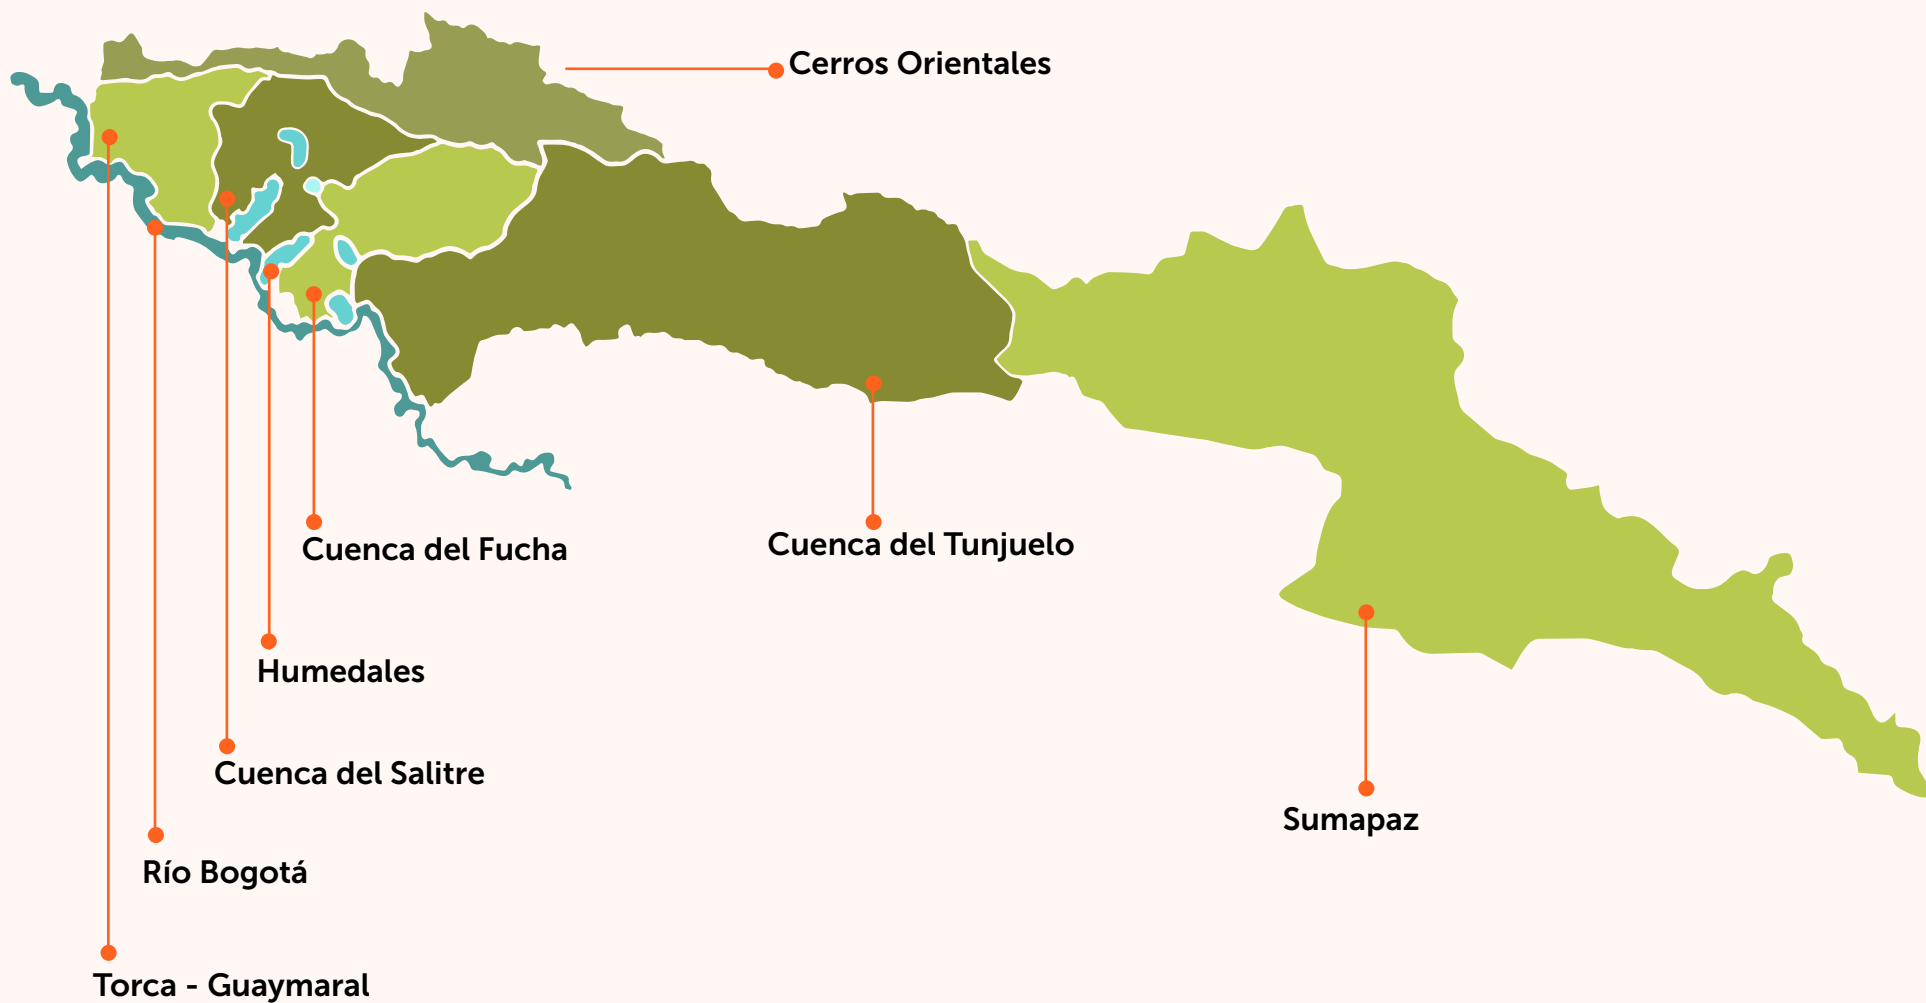 Cerros Orientales
Cuenca del Fucha
Cuenca del Tunjuelo
Humedales
Cuenca del Salitre
Sumapaz
Río Bogotá
Torca - Guaymaral